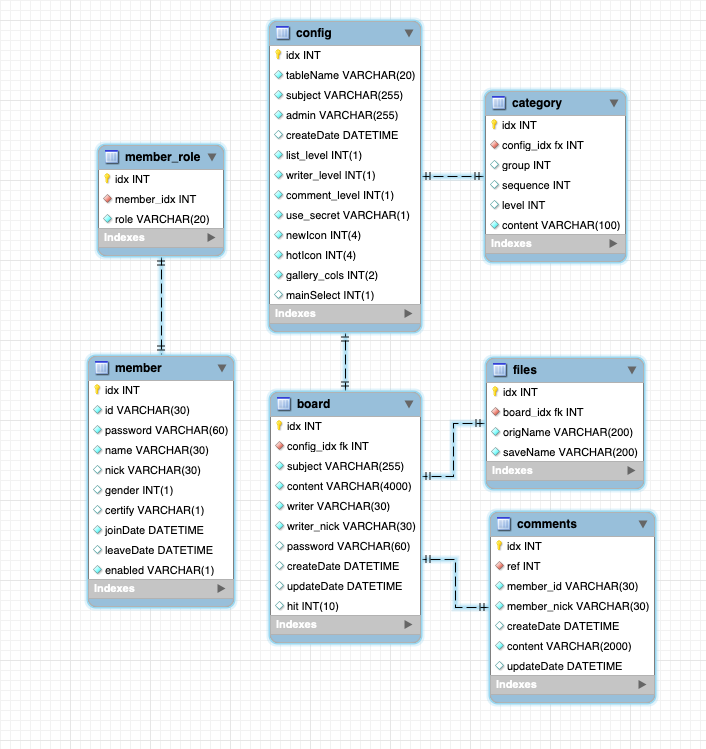 config
idx INT
tableName VARCHAR(20)
subject VARCHAR(255)
admin VARCHAR(255)
createDate DATETIME
list_level INT(1)
writer_level INT(1)
comment_level INT(1)
use_secret VARCHAR(1)
newIcon INT(4)
hotIcon INT(4)
gallery_cols INT(2)
mainSelect INT(1)
Indexes
category
idx INT
config_idx fx INT
group INT
sequence INT
level INT
content VARCHAR(100)
Indexes
member_role
idx INT
member_idx INT
role VARCHAR(20)
Indexes
member
idx INT
id VARCHAR(30)
password VARCHAR(60)
name VARCHAR(30)
nick VARCHAR(30)
gender INT(1)
certify VARCHAR(1)
joinDate DATETIME
leaveDate DATETIME
enabled VARCHAR(1)
Indexes
board
idx INT
config_idx fk INT
subject VARCHAR(255)
content VARCHAR(4000)
writer VARCHAR(30)
writer_nick VARCHAR(30)
password VARCHAR(60)
createDate DATETIME
updateDate DATETIME
hit INT(10)
Indexes
files
idx INT
board_idx fk INT
origName VARCHAR(200)
saveName VARCHAR(200)
Indexes
comments
idx INT
ref INT
member_id VARCHAR(30)
member_nick VARCHAR(30)
createDate DATETIME
content VARCHAR(2000)
updateDate DATETIME
Indexes